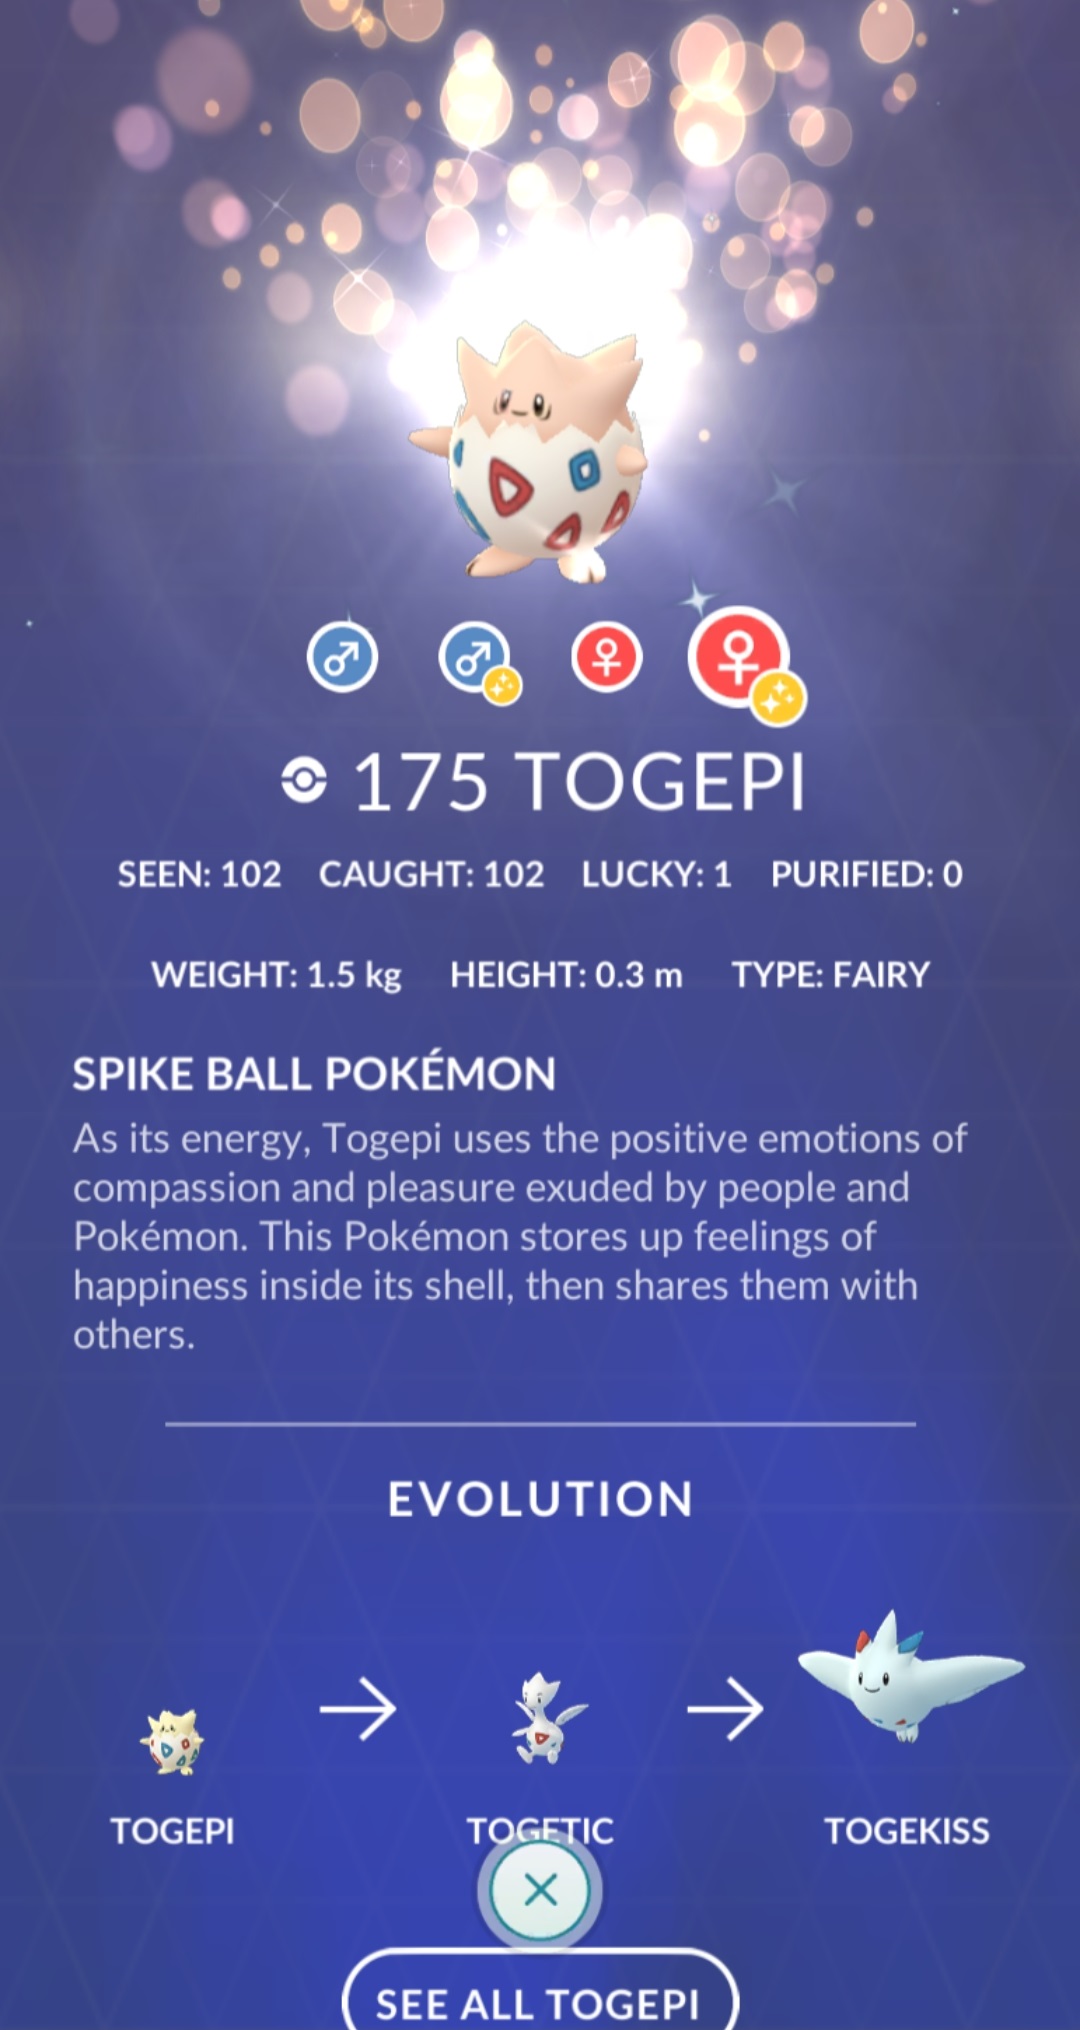 175 TOGEPI
SEEN: 102 CAUGHT: 102 LUCKY: 1 PURIFIED: 0
WEIGHT: 1.5 kg HEIGHT: 0.3 m TYPE: FAIRY
SPIKE BALL POKÉMON
As its energy, Togepi uses the positive emotions of
compassion and pleasure exuded by people and
Pokémon. This Pokémon stores up feelings of
happiness inside its shell, then shares them with
others.
EVOLUTION
TOGEPI TOGETIC TOGEKISS
SEE ALL TOGEPI